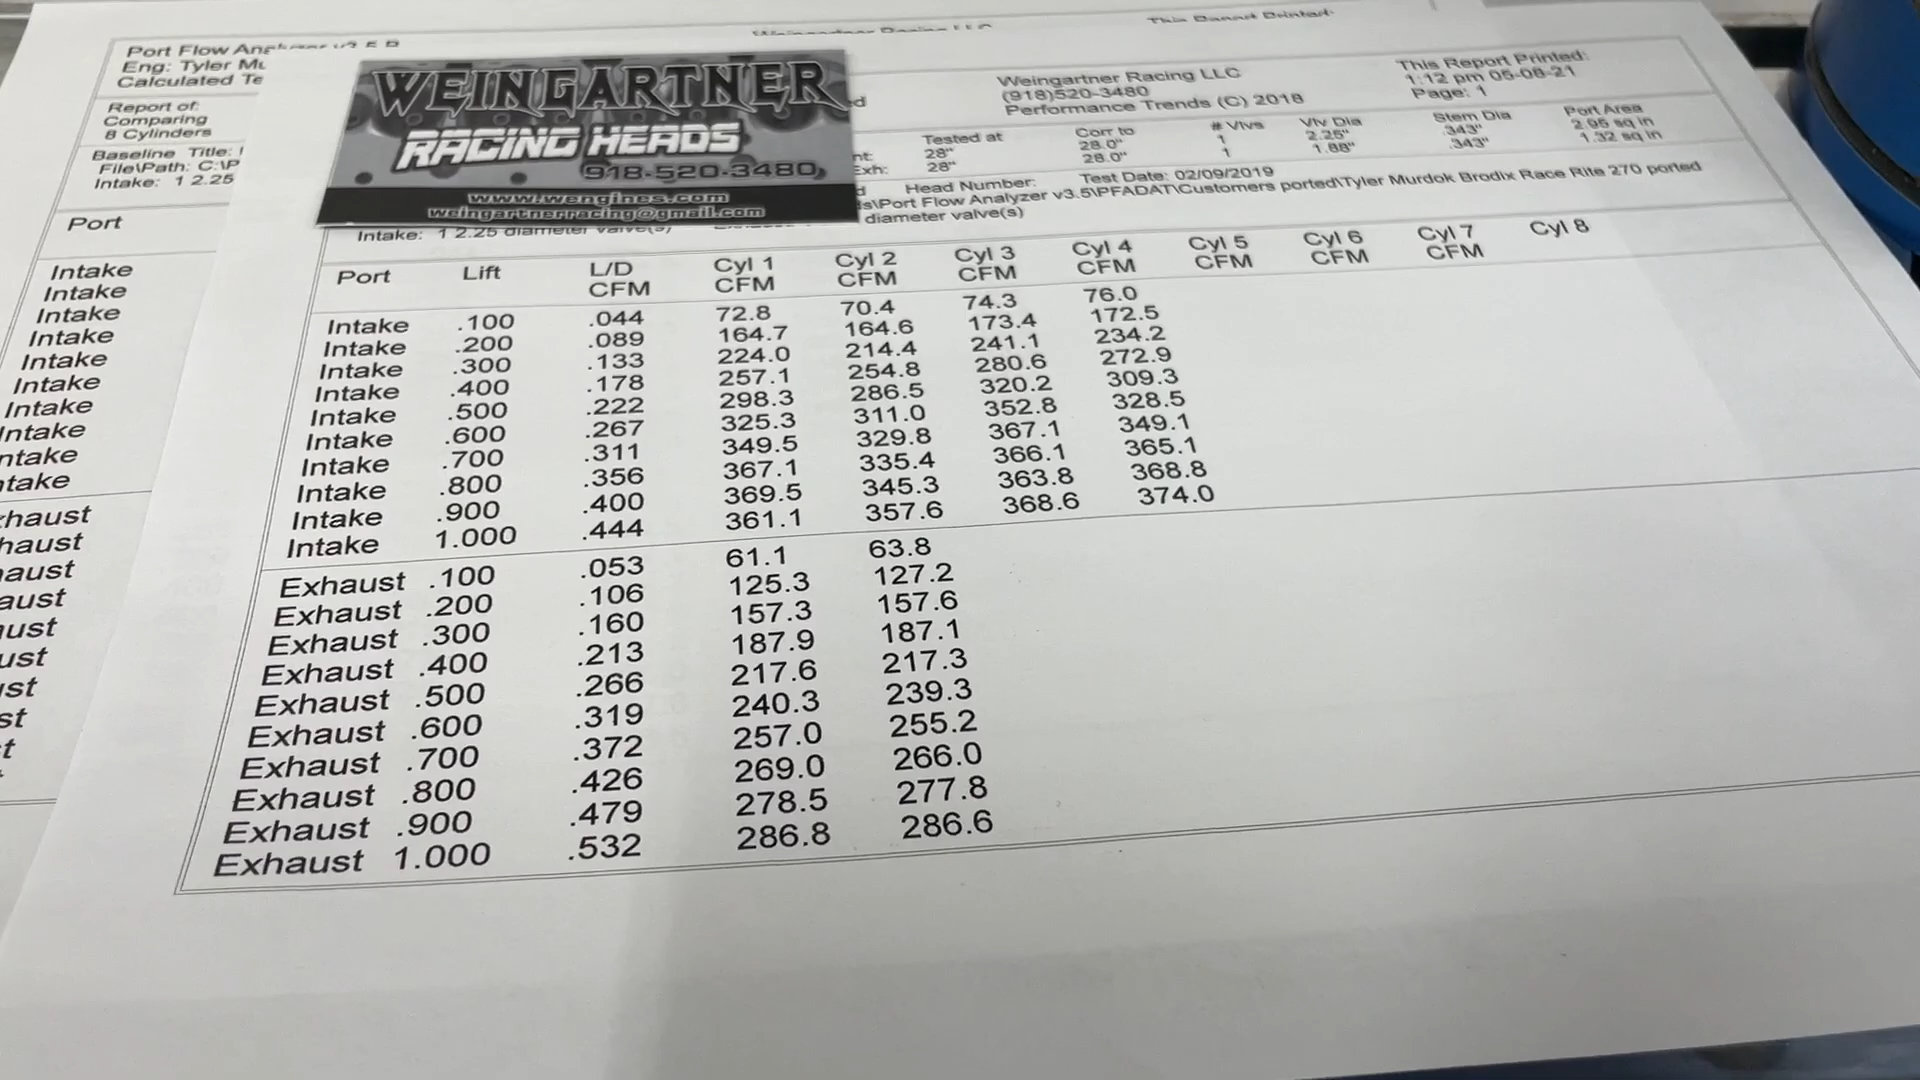 This Report Printed:
Port Flow
Eng: Tyler
Calculated
Report of:
Comparing
8 Cylinders
Baseline Title:
File\Path: C:\P
Intake: 1 2.25
Port
Intake
Intake
Intake
Intake
Intake
Intake
Intake
Intake
WEINGARTNER
RACING HEADS
918-520-3480
www.wengines.com
weingartnerracing@gmail.com
Weingartner Racing LLC
(918)520-3480
Performance Trends (C) 2018
This Report Printed:
1:12 pm 05-08-21
Page: 1
Tested at Corr to # Vlvs Vlv Dia Stem Dia Port Area
28" 28.0" 1 2.25" .343" 2.95 sq in
Exh: 28" 28.0" 1 1.88" .343" 1.32 sq in
Head Number: Test Date: 02/09/2019
s\Port Flow Analyzer v3.5\PFADAT\Customers ported\Tyler Murdok Brodix Race Rite 270 ported
diameter valve(s)
Intake: 1 2.25 diameter valve(s)
Port Lift L/D CFM Cyl 1 CFM Cyl 2 CFM Cyl 3 CFM Cyl 4 CFM Cyl 5 CFM Cyl 6 CFM Cyl 7 CFM Cyl 8
Intake .100 .044 72.8 70.4 74.3 76.0
Intake .200 .089 164.7 164.6 173.4 172.5
Intake .300 .133 224.0 214.4 241.1 234.2
Intake .400 .178 257.1 254.8 280.6 272.9
Intake .500 .222 298.3 286.5 320.2 309.3
Intake .600 .267 325.3 311.0 352.8 328.5
Intake .700 .311 349.5 329.8 367.1 349.1
Intake .800 .356 367.1 335.4 366.1 365.1
Intake .900 .400 369.5 345.3 363.8 368.8
Intake 1.000 .444 361.1 357.6 368.6 374.0
Exhaust .100 .053 61.1 63.8
Exhaust .200 .106 125.3 127.2
Exhaust .300 .160 157.3 157.6
Exhaust .400 .213 187.9 187.1
Exhaust .500 .266 217.6 217.3
Exhaust .600 .319 240.3 239.3
Exhaust .700 .372 257.0 255.2
Exhaust .800 .426 269.0 266.0
Exhaust .900 .479 278.5 277.8
Exhaust 1.000 .532 286.8 286.6